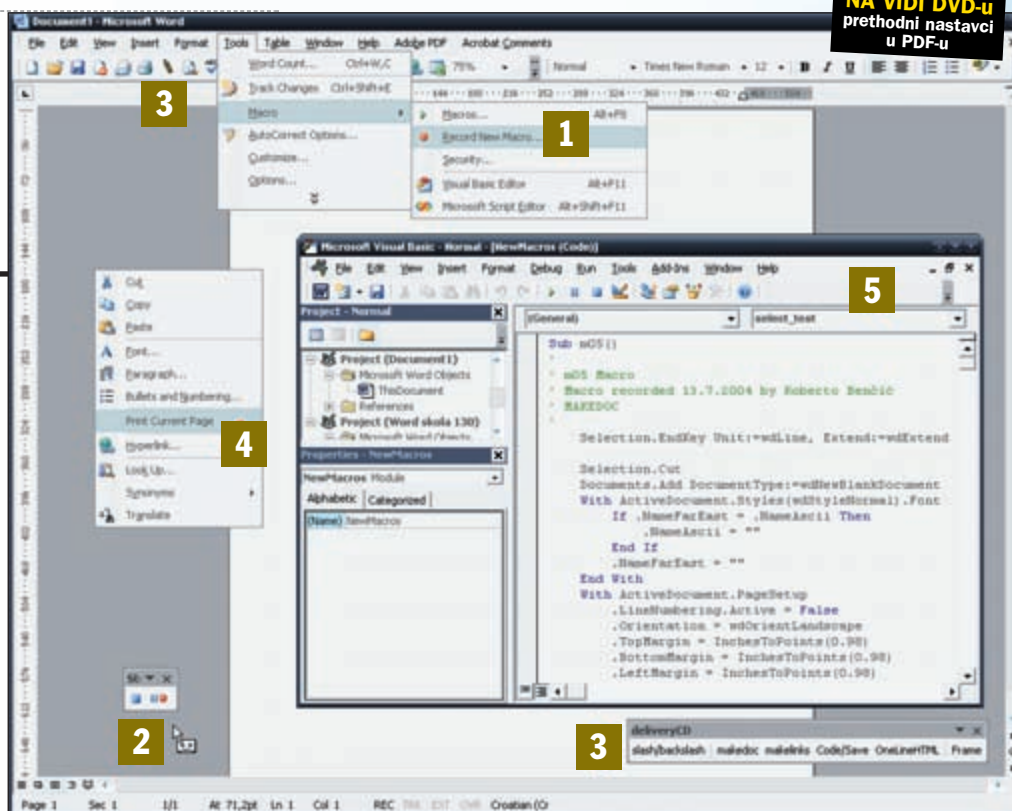 NA VIDI DVD-u
prethodni nastavci
u PDF-u
Document1 - Microsoft Word
File Edit View Insert Format Tools Table Window Help Adobe PDF Acrobat Comments
75% Normal Times New Roman 12 B I U
3
Word Count... Ctrl+W,C
Track Changes Ctrl+Shift+E
Macro
AutoCorrect Options...
Customize...
Options...
Macros... Alt+F8
Record New Macro...
1
Security...
Visual Basic Editor Alt+F11
Microsoft Script Editor Alt+Shift+F11
Cut
Copy
Paste
Font...
Paragraph...
Bullets and Numbering...
Print Current Page
4
Hyperlink...
Look Up...
Synonyms
Translate
Microsoft Visual Basic - Normal - [NewMacros (Code)]
File Edit View Insert Format Debug Run Tools Add-Ins Window Help
5
Project - Normal
Project (Document1)
Microsoft Word Objects
ThisDocument
References
Project (Word skola 130)
Microsoft Word Objects
Properties - NewMacros
NewMacros Module
Alphabetic Categorized
(Name) NewMacros
(General) select_text
Sub m05()
'
' m05 Macro
' Macro recorded 13.7.2004 by Roberto Benčić
' MAKEDOC
'
Selection.EndKey Unit:=wdLine, Extend:=wdExtend
Selection.Cut
Documents.Add DocumentType:=wdNewBlankDocument
With ActiveDocument.Styles(wdStyleNormal).Font
If .NameFarEast = .NameAscii Then
.NameAscii = ""
End If
.NameFarEast = ""
End With
With ActiveDocument.PageSetup
.LineNumbering.Active = False
.Orientation = wdOrientLandscape
.TopMargin = InchesToPoints(0.98)
.BottomMargin = InchesToPoints(0.98)
.LeftMargin = InchesToPoints(0.98)
2
3
deliveryCD
slash/backslash makedoc makelinks Code/Save OneLineHTML Frame
Page 1 Sec 1 1/1 At 71,2pt Ln 1 Col 1 REC TRK EXT OVR Croatian (Cr